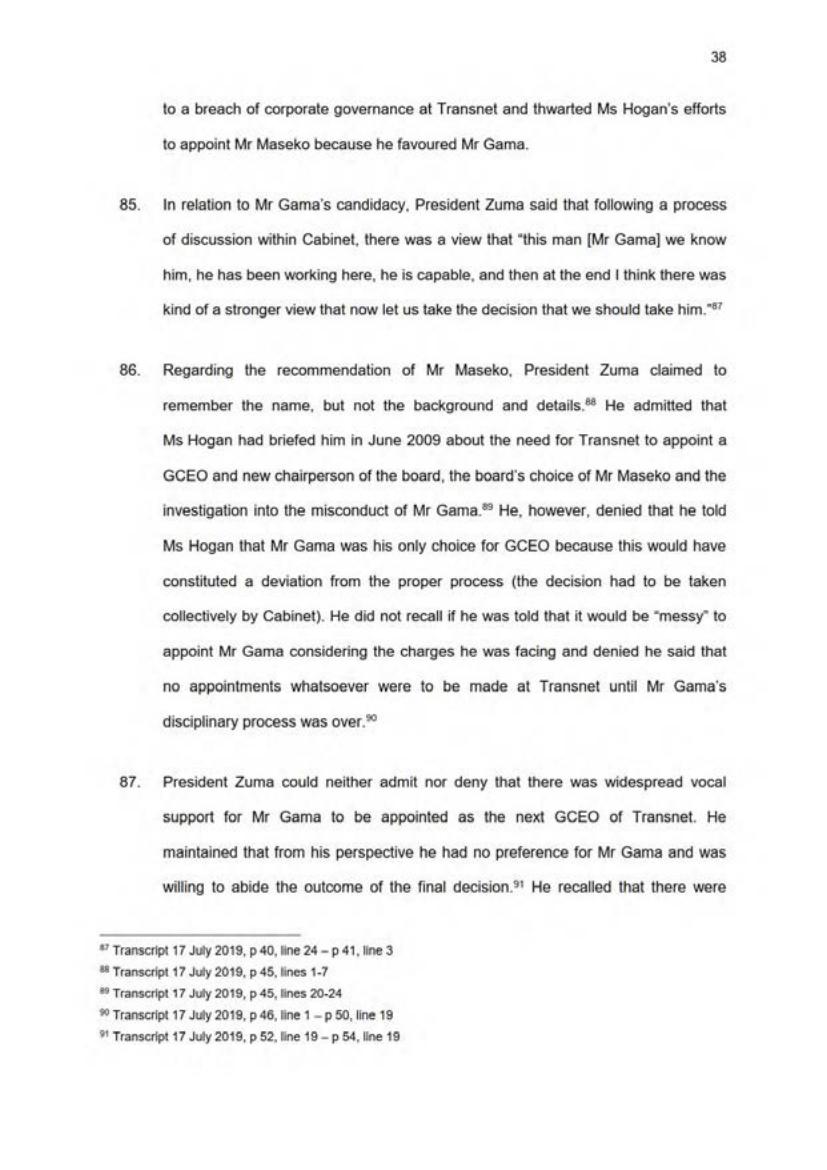 38
to a breach of corporate governance at Transnet and thwarted Ms Hogan's efforts
to appoint Mr Maseko because he favoured Mr Gama.
85. In relation to Mr Gama's candidacy, President Zuma said that following a process
of discussion within Cabinet, there was a view that "this man [Mr Gama] we know
him, he has been working here, he is capable, and then at the end I think there was
kind of a stronger view that now let us take the decision that we should take him."87
86. Regarding the recommendation of Mr Maseko, President Zuma claimed to
remember the name, but not the background and details.88 He admitted that
Ms Hogan had briefed him in June 2009 about the need for Transnet to appoint a
GCEO and new chairperson of the board, the board's choice of Mr Maseko and the
investigation into the misconduct of Mr Gama.89 He, however, denied that he told
Ms Hogan that Mr Gama was his only choice for GCEO because this would have
constituted a deviation from the proper process (the decision had to be taken
collectively by Cabinet). He did not recall if he was told that it would be "messy" to
appoint Mr Gama considering the charges he was facing and denied he said that
no appointments whatsoever were to be made at Transnet until Mr Gama's
disciplinary process was over.90
87. President Zuma could neither admit nor deny that there was widespread vocal
support for Mr Gama to be appointed as the next GCEO of Transnet. He
maintained that from his perspective he had no preference for Mr Gama and was
willing to abide the outcome of the final decision.91 He recalled that there were
87 Transcript 17 July 2019, p 40, line 24 – p 41, line 3
88 Transcript 17 July 2019, p 45, lines 1-7
89 Transcript 17 July 2019, p 45, lines 20-24
90 Transcript 17 July 2019, p 46, line 1 – p 50, line 19
91 Transcript 17 July 2019, p 52, line 19 – p 54, line 19